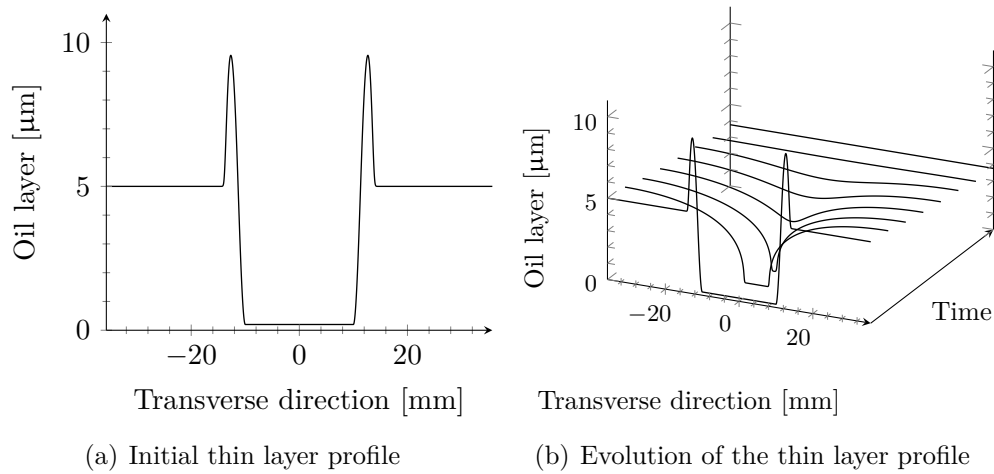 10
5
0
Oil layer [μm]
−20 0 20
Transverse direction [mm]
(a) Initial thin layer profile
10
5
0
Oil layer [μm]
−20
0
20
Time
Transverse direction [mm]
(b) Evolution of the thin layer profile